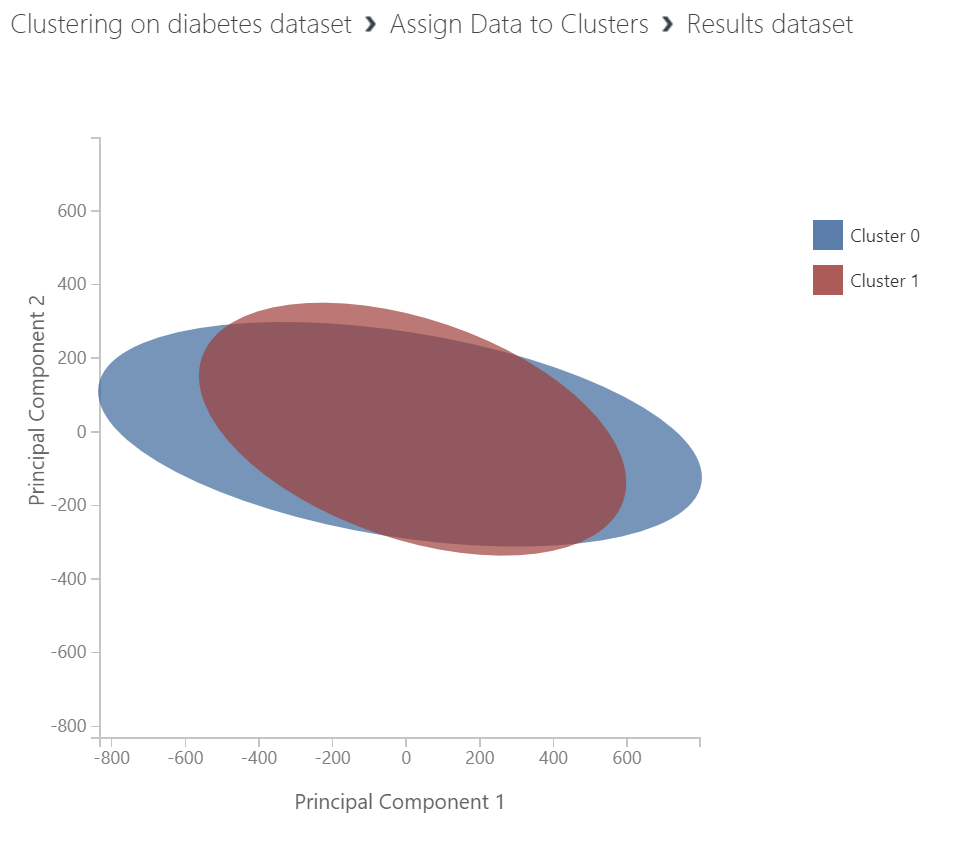 Clustering on diabetes dataset › Assign Data to Clusters › Results dataset
600
400
200
0
-200
-400
-600
-800
Principal Component 2
-800 -600 -400 -200 0 200 400 600
Principal Component 1
Cluster 0
Cluster 1